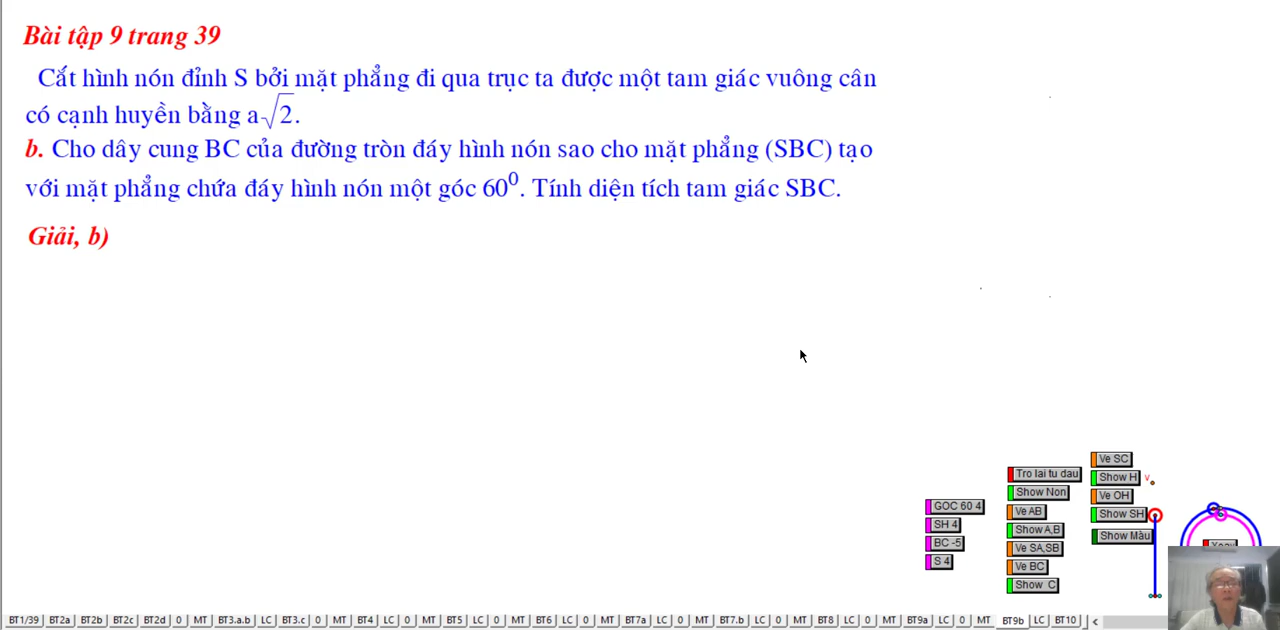 Bài tập 9 trang 39
Cắt hình nón đỉnh S bởi mặt phẳng đi qua trục ta được một tam giác vuông cân
có cạnh huyền bằng a√2.
b. Cho dây cung BC của đường tròn đáy hình nón sao cho mặt phẳng (SBC) tạo
với mặt phẳng chứa đáy hình nón một góc 60⁰. Tính diện tích tam giác SBC.
Giải, b)
Ve SC
Tro lai tu dau
Show H
V
Show Non
Ve OH
GOC 60 4
Ve AB
Show SH
SH 4
Show A,B
Show Màu
BC -5
Ve SA,SB
S 4
Ve BC
Show C
BT1/39 BT2a BT2b BT2c BT2d 0 MT BT3.a.b LC BT3.c 0 MT BT4 LC 0 MT BT5 LC 0 MT BT6 LC 0 MT BT7a LC 0 MT BT7.b LC 0 MT BT8 LC 0 MT BT9a LC 0 MT BT9b LC BT10 <